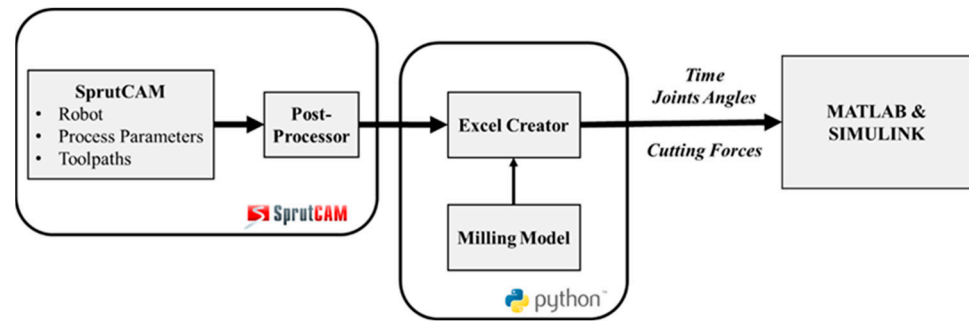 SprutCAM
• Robot
• Process Parameters
• Toolpaths
Post-
Processor
S SprutCAM
Excel Creator
Milling Model
python™
Time
Joints Angles
Cutting Forces
MATLAB &
SIMULINK